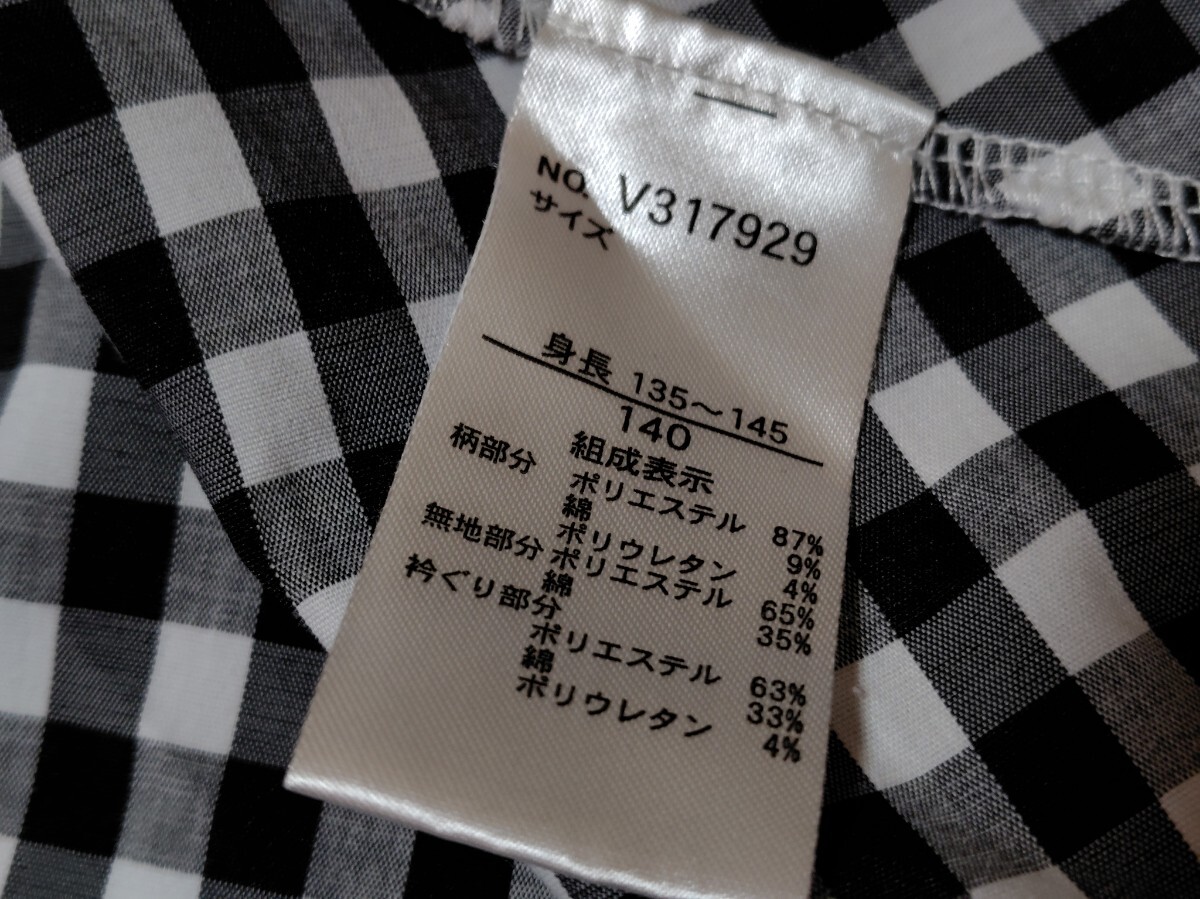 NO. V317929
サイズ
身長 135～145
140
組成表示
柄部分 ポリエステル 87%
綿 9%
ポリウレタン 4%
無地部分 ポリエステル 65%
綿 35%
衿ぐり部分
ポリエステル 63%
綿 33%
ポリウレタン 4%